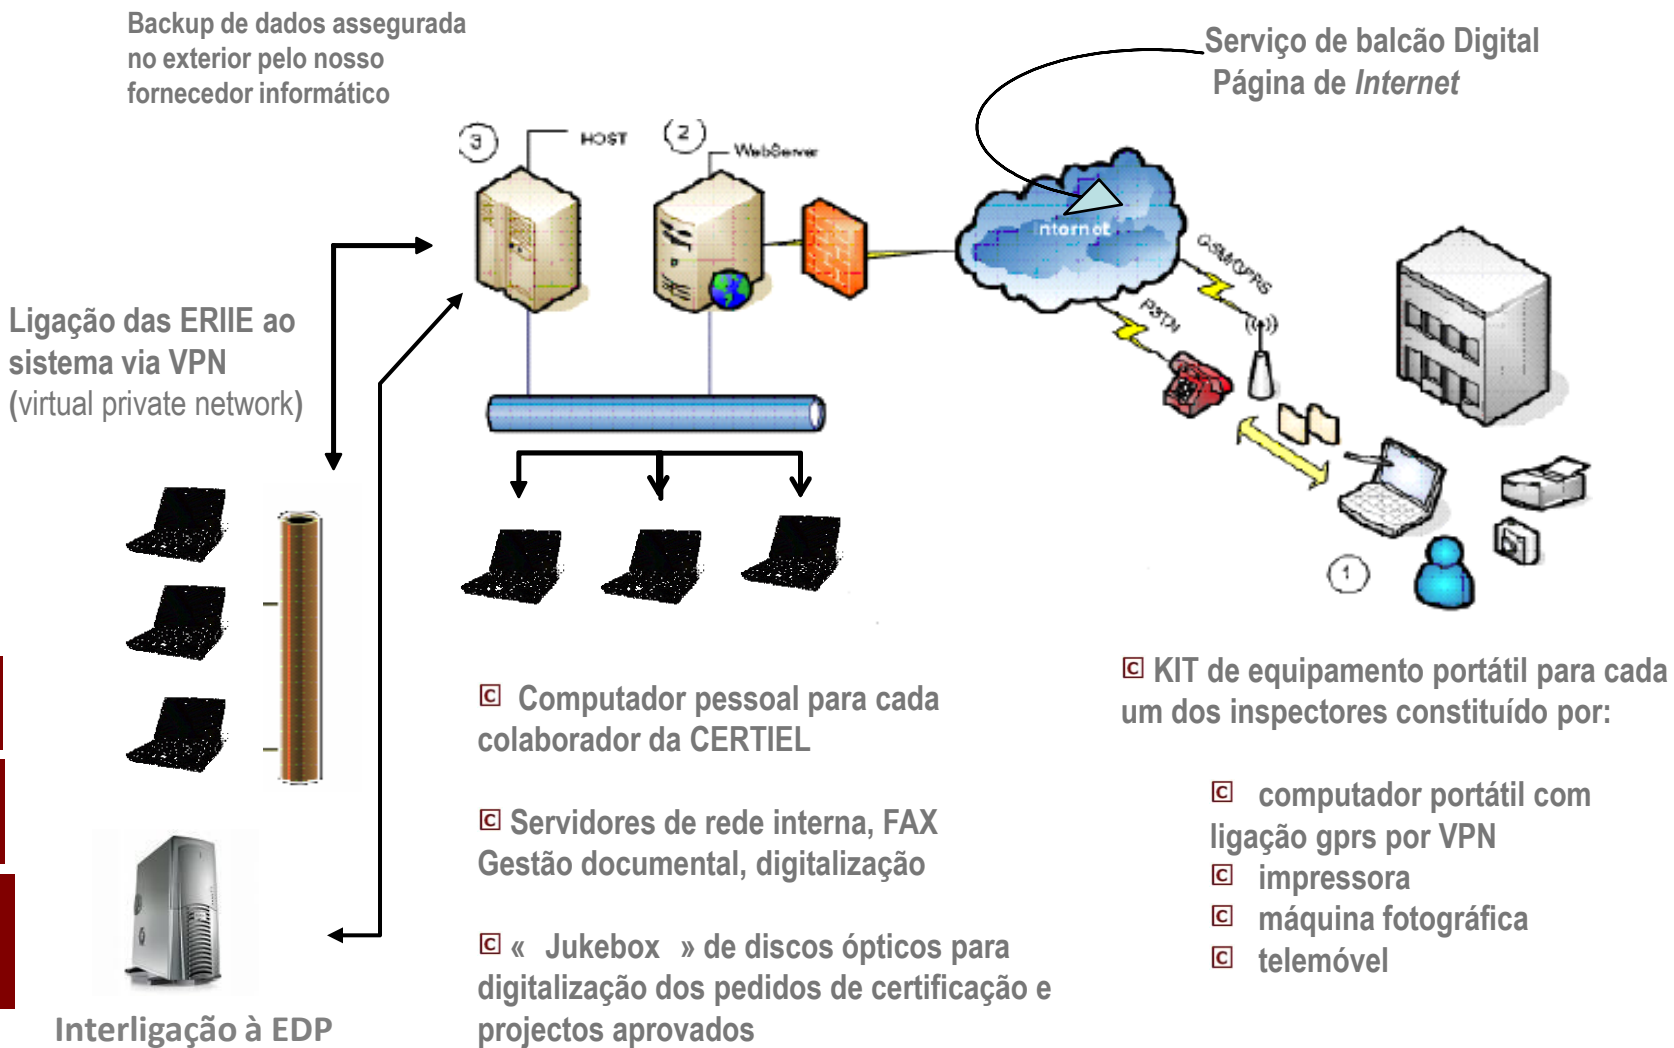 Backup de dados assegurada
no exterior pelo nosso
fornecedor informático
Serviço de balcão Digital
Página de Internet
3
HOST
2
WebServer
Internet
GSM/GPRS
PSTN
1
Ligação das ERIIE ao
sistema via VPN
(virtual private network)
Interligação à EDP
C Computador pessoal para cada
colaborador da CERTIEL
C Servidores de rede interna, FAX
Gestão documental, digitalização
C « Jukebox » de discos ópticos para
digitalização dos pedidos de certificação e
projectos aprovados
C KIT de equipamento portátil para cada
um dos inspectores constituído por:
C computador portátil com
ligação gprs por VPN
C impressora
C máquina fotográfica
C telemóvel